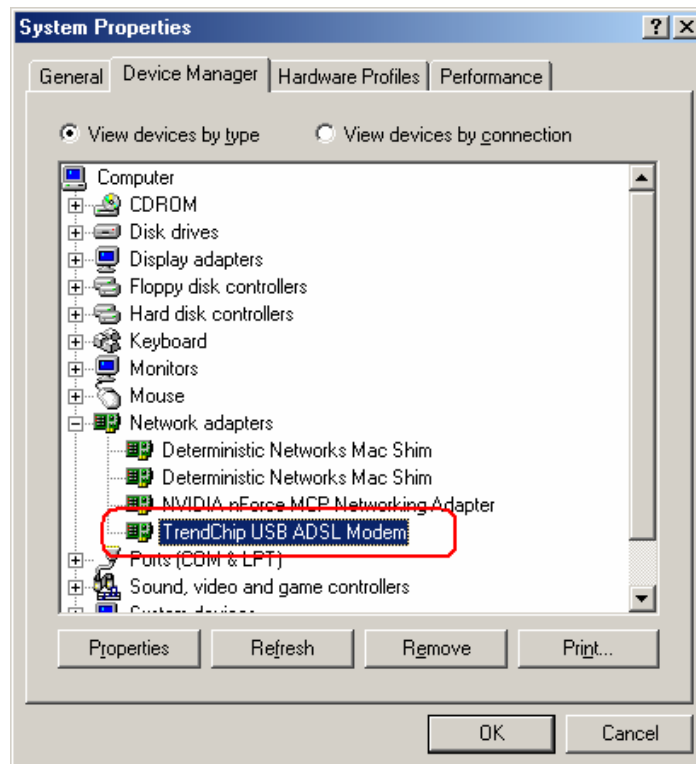 System Properties
General Device Manager Hardware Profiles Performance
View devices by type View devices by connection
Computer
CDROM
Disk drives
Display adapters
Floppy disk controllers
Hard disk controllers
Keyboard
Monitors
Mouse
Network adapters
Deterministic Networks Mac Shim
Deterministic Networks Mac Shim
NVIDIA nForce MCP Networking Adapter
TrendChip USB ADSL Modem
Ports (COM & LPT)
Sound, video and game controllers
System devices
Properties Refresh Remove Print...
OK Cancel